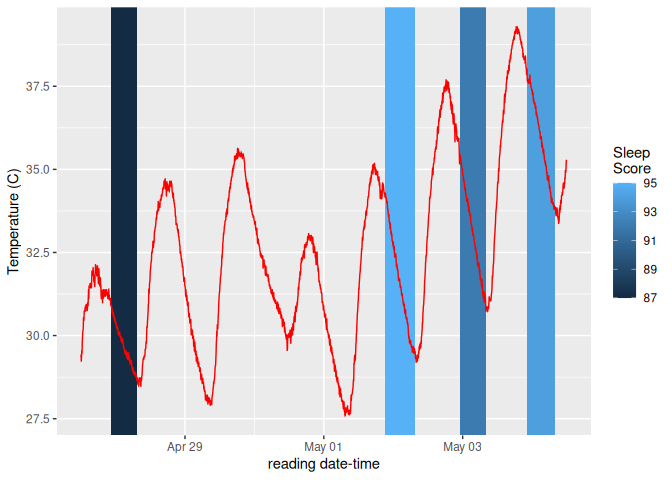 37.5
35.0
32.5
30.0
27.5
Temperature (C)
Apr 29
May 01
May 03
reading date-time
Sleep
Score
95
93
91
89
87